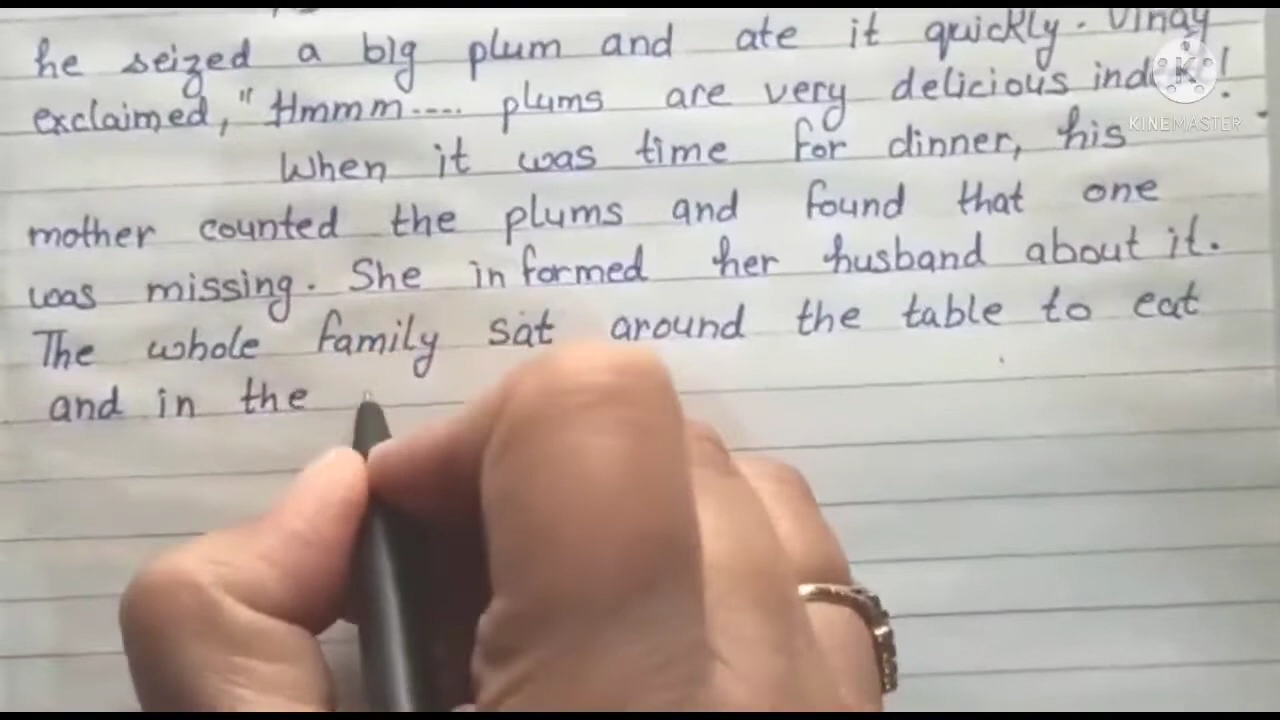 he seized a big plum and ate it quickly. Vinay
exclaimed, "Hmmm.... plums are very delicious !
When it was time for dinner, his
mother counted the plums and found that one
was missing. She informed her husband about it.
The whole family sat around the table to eat
and in the
KINEMASTER